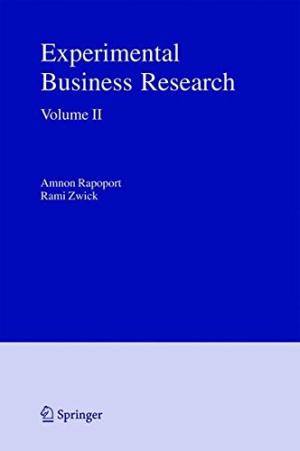 Experimental
Business Research
Volume II
Amnon Rapoport
Rami Zwick
Springer